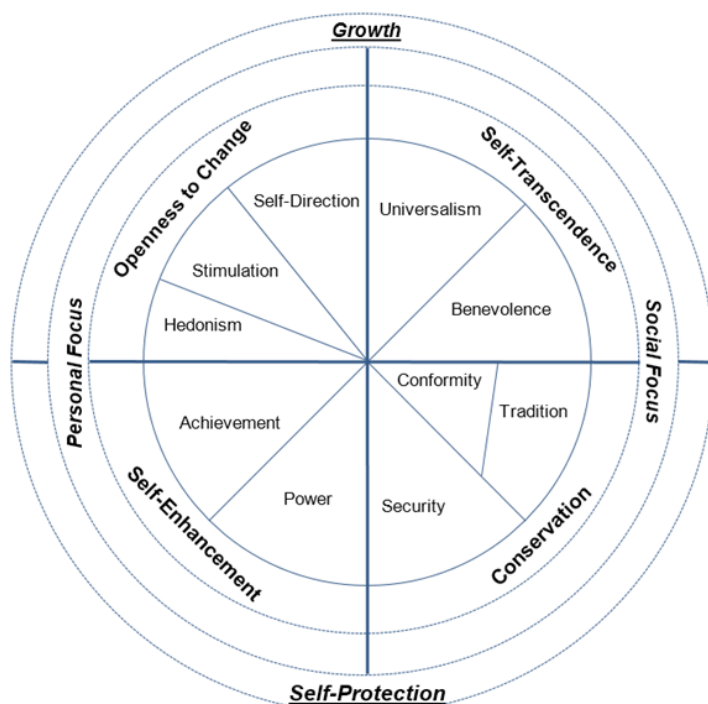 Growth
Openness to Change
Self-Transcendence
Self-Direction
Universalism
Stimulation
Benevolence
Hedonism
Personal Focus
Social Focus
Conformity
Tradition
Achievement
Power
Security
Self-Enhancement
Conservation
Self-Protection